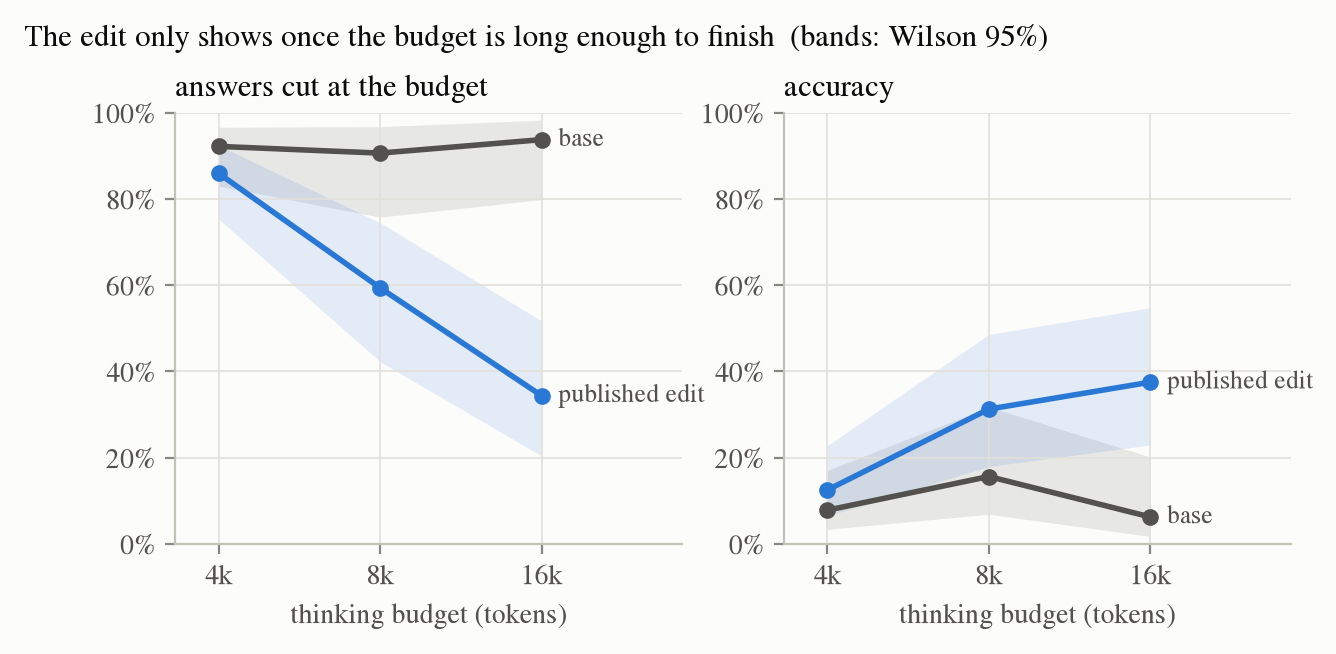 The edit only shows once the budget is long enough to finish (bands: Wilson 95%)
answers cut at the budget
100%
80%
60%
40%
20%
0%
base
published edit
4k 8k 16k
thinking budget (tokens)
accuracy
100%
80%
60%
40%
20%
0%
published edit
base
4k 8k 16k
thinking budget (tokens)